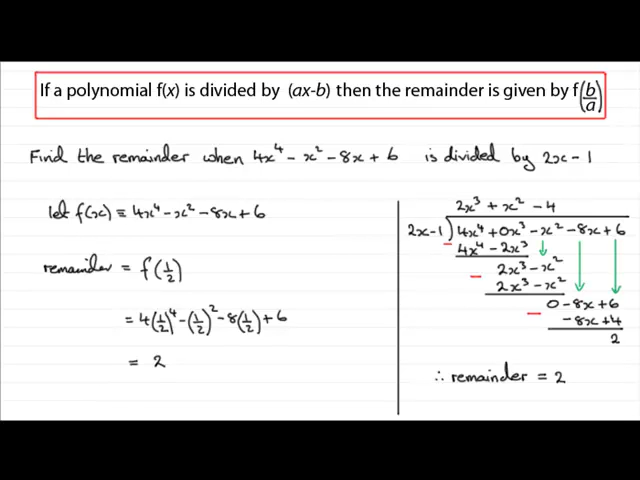 If a polynomial f(x) is divided by (ax-b) then the remainder is given by f(b/a)
Find the remainder when 4x⁴ - x² - 8x + 6 is divided by 2x - 1
let f(x) ≡ 4x⁴ - x² - 8x + 6
remainder = f(1/2)
= 4(1/2)⁴ - (1/2)² - 8(1/2) + 6
= 2
2x³ + x² - 4
2x-1 ) 4x⁴ + 0x³ - x² - 8x + 6
- 4x⁴ - 2x³
2x³ - x²
- 2x³ - x²
0 - 8x + 6
- - 8x + 4
2
∴ remainder = 2